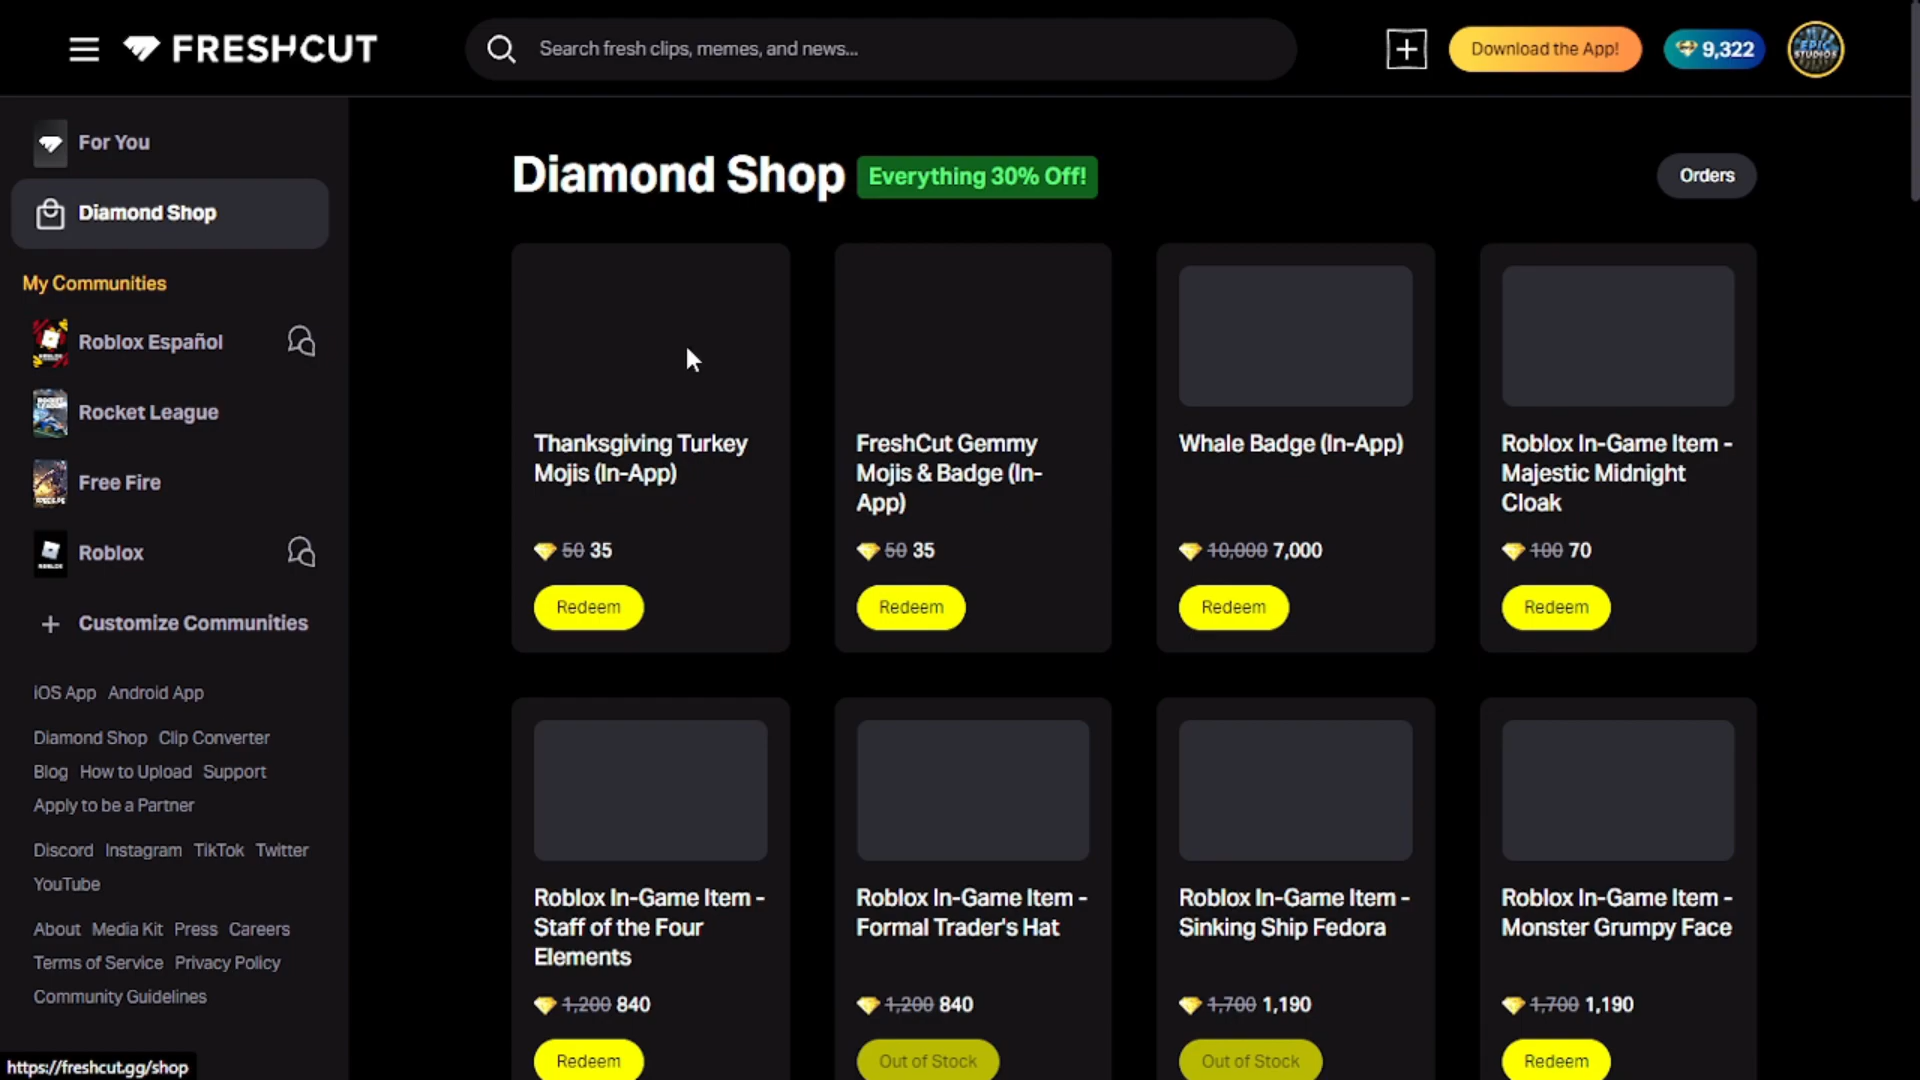 FRESHCUT
Search fresh clips, memes, and news...
Download the App!
9,322
EPIC
STUDIOS
For You
Diamond Shop
My Communities
Roblox Español
Rocket League
Free Fire
Roblox
Customize Communities
iOS App Android App
Diamond Shop Clip Converter
Blog How to Upload Support
Apply to be a Partner
Discord Instagram TikTok Twitter
YouTube
About Media Kit Press Careers
Terms of Service Privacy Policy
Community Guidelines
https://freshcut.gg/shop
Diamond Shop Everything 30% Off!
Orders
Thanksgiving Turkey
Mojis (In-App)
50 35
Redeem
FreshCut Gemmy
Mojis & Badge (In-
App)
50 35
Redeem
Whale Badge (In-App)
10,000 7,000
Redeem
Roblox In-Game Item -
Majestic Midnight
Cloak
100 70
Redeem
Roblox In-Game Item -
Staff of the Four
Elements
1,200 840
Redeem
Roblox In-Game Item -
Formal Trader's Hat
1,200 840
Out of Stock
Roblox In-Game Item -
Sinking Ship Fedora
1,700 1,190
Out of Stock
Roblox In-Game Item -
Monster Grumpy Face
1,700 1,190
Redeem